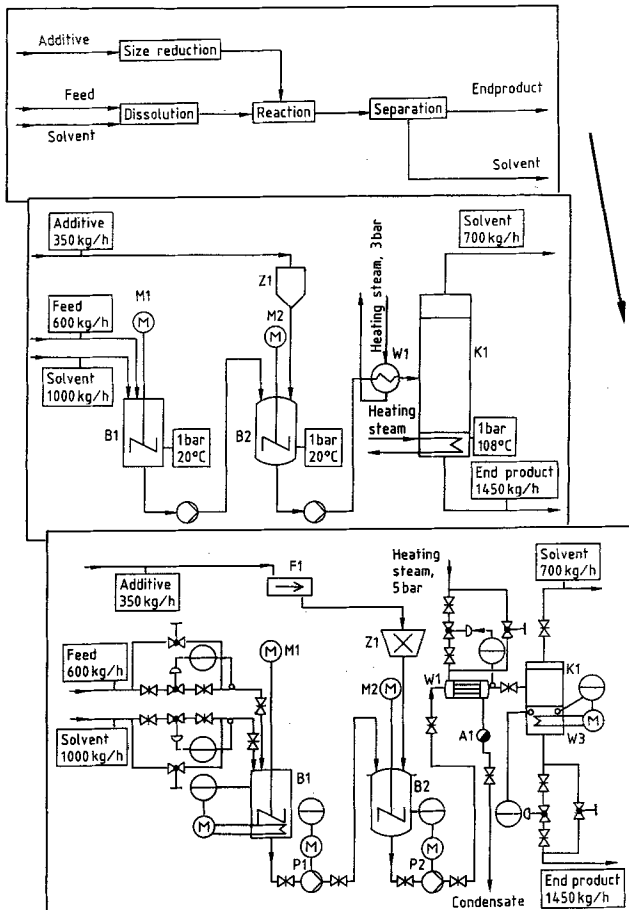 Additive
Size reduction
Feed
Dissolution
Reaction
Separation
Endproduct
Solvent
Solvent
Additive
350 kg/h
Z1
Heating steam, 3bar
Solvent
700 kg/h
M1
M
M2
M
Feed
600 kg/h
W1
K1
Solvent
1000 kg/h
Heating
steam
B1
1bar
20°C
B2
1bar
20°C
1bar
108°C
End product
1450 kg/h
Additive
350 kg/h
F1
Heating
steam,
5bar
Solvent
700 kg/h
Z1
M
M1
Feed
600 kg/h
M2
M
W1
K1
M
W3
Solvent
1000 kg/h
A1
B1
B2
M
M
M
P1
P2
Condensate
End product
1450 kg/h